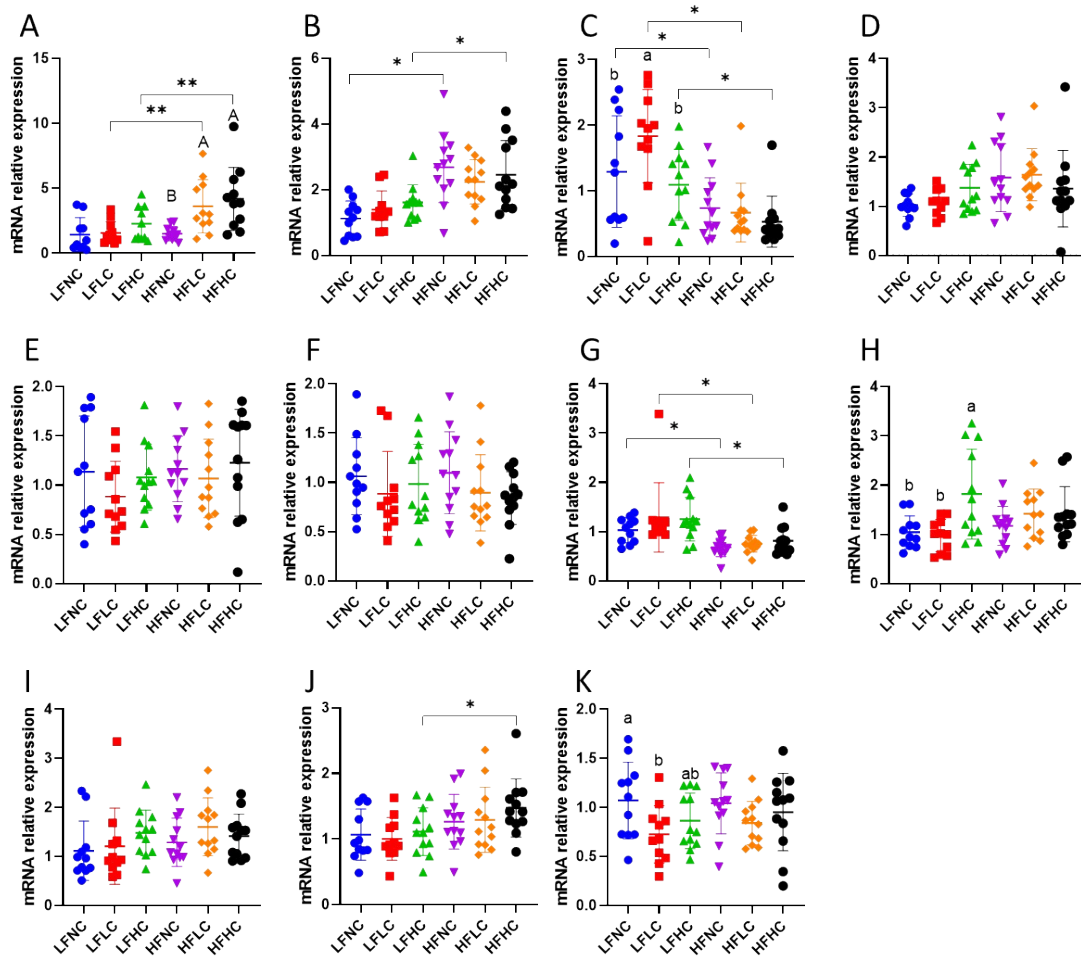 A
mRNA relative expression
15
10
5
0
**
**
A
A
B
LFNC
LFLC
LFHC
HFNC
HFLC
HFHC
B
mRNA relative expression
6
4
2
0
*
*
LFNC
LFLC
LFHC
HFNC
HFLC
HFHC
C
mRNA relative expression
3
2
1
0
*
*
*
b
a
b
LFNC
LFLC
LFHC
HFNC
HFLC
HFHC
D
mRNA relative expression
4
3
2
1
0
LFNC
LFLC
LFHC
HFNC
HFLC
HFHC
E
mRNA relative expression
2.0
1.5
1.0
0.5
0.0
LFNC
LFLC
LFHC
HFNC
HFLC
HFHC
F
mRNA relative expression
2.0
1.5
1.0
0.5
0.0
LFNC
LFLC
LFHC
HFNC
HFLC
HFHC
G
mRNA relative expression
4
3
2
1
0
*
*
*
LFNC
LFLC
LFHC
HFNC
HFLC
HFHC
H
mRNA relative expression
4
3
2
1
0
b
b
a
LFNC
LFLC
LFHC
HFNC
HFLC
HFHC
I
mRNA relative expression
4
3
2
1
0
LFNC
LFLC
LFHC
HFNC
HFLC
HFHC
J
mRNA relative expression
3
2
1
0
*
LFNC
LFLC
LFHC
HFNC
HFLC
HFHC
K
mRNA relative expression
2.0
1.5
1.0
0.5
0.0
a
b
ab
LFNC
LFLC
LFHC
HFNC
HFLC
HFHC